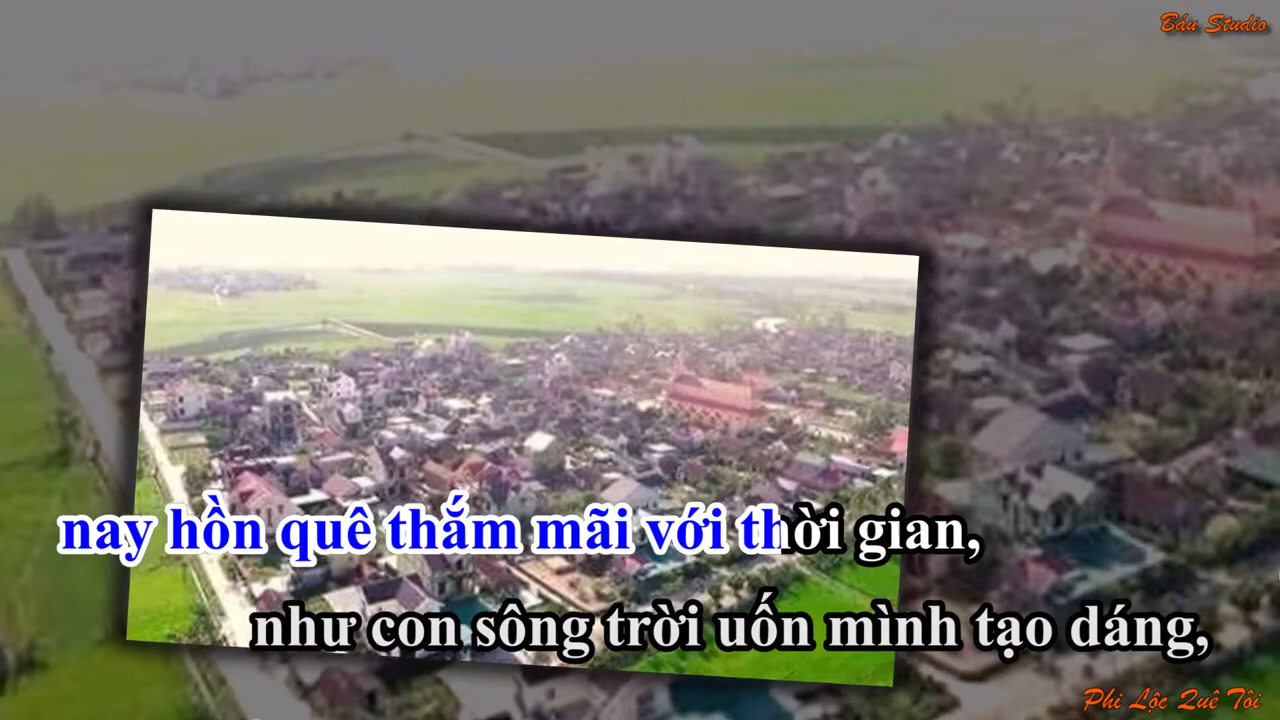 Báu Studio
nay hồn quê thắm mãi với thời gian,
như con sông trời uốn mình tạo dáng,
Phi Lộc Quê Tôi